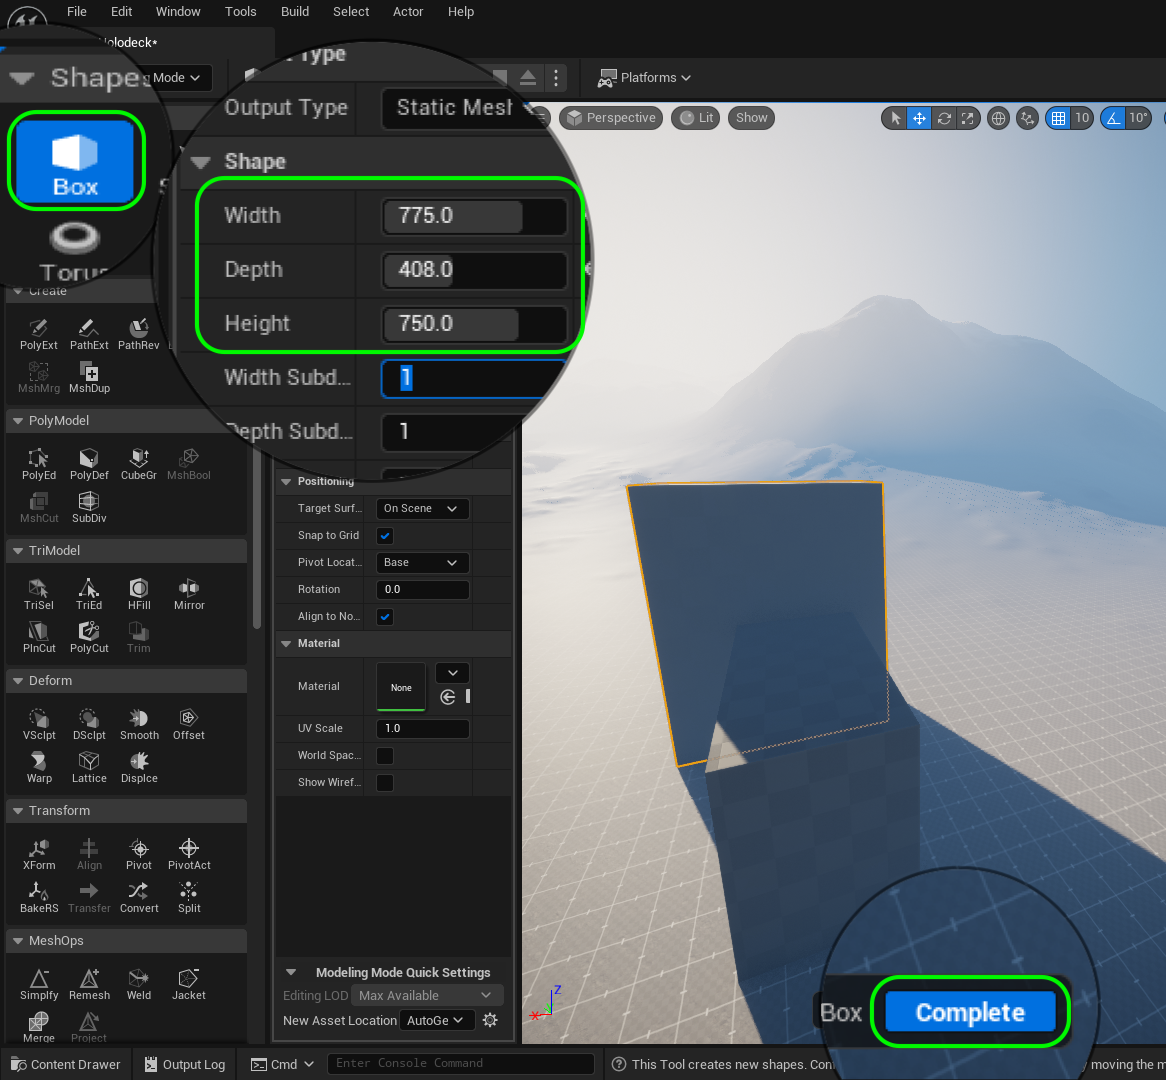 File Edit Window Tools Build Select Actor Help
Holodeck*
Mode
Platforms
Shapes
Box
Output Type
Static Mesh
Perspective
Lit
Show
10
10°
Shape
Width 775.0
Depth 408.0
Height 750.0
Width Subd... 1
Depth Subd... 1
Create
PolyExt PathExt PathRev
MshMrg MshDup
PolyModel
PolyEd PolyDef CubeGr MshBool
MshCut SubDiv
TriModel
TriSel TriEd HFill Mirror
PlnCut PolyCut Trim
Deform
VSclpt DSclpt Smooth Offset
Warp Lattice Displce
Transform
XForm Align Pivot PivotAct
BakeRS Transfer Convert Split
MeshOps
Simplfy Remesh Weld Jacket
Merge Project
Positioning
Target Surf... On Scene
Snap to Grid
Pivot Locat... Base
Rotation 0.0
Align to No...
Material
Material None
UV Scale 1.0
World Spac...
Show Wiref...
Modeling Mode Quick Settings
Editing LOD Max Available
New Asset Location AutoGe
Z
X
Box Complete
Content Drawer Output Log Cmd Enter Console Command
This Tool creates new shapes.
moving the